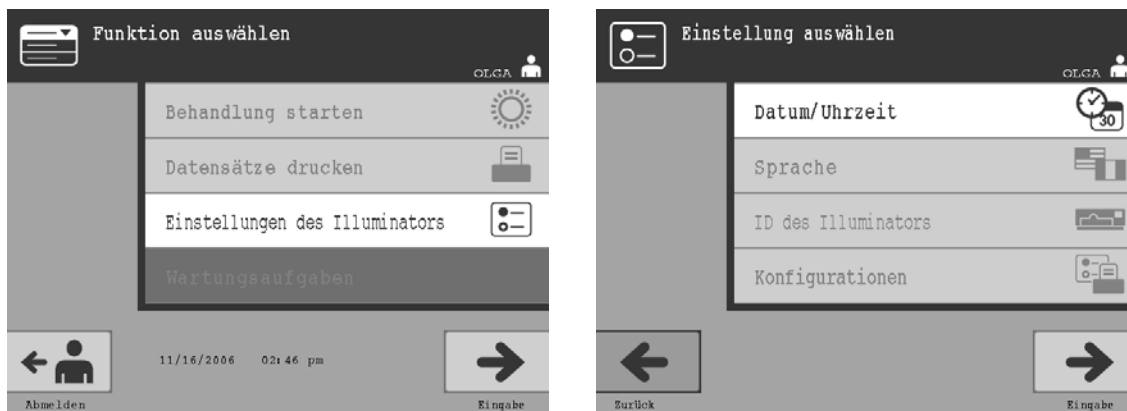 Funktion auswählen
OLGA
Behandlung starten
Datensätze drucken
Einstellungen des Illuminators
Wartungsaufgaben
11/16/2006 02:46 pm
Abmelden
Eingabe
Einstellung auswählen
OLGA
Datum/Uhrzeit
30
Sprache
ID des Illuminators
Konfigurationen
Zurück
Eingabe